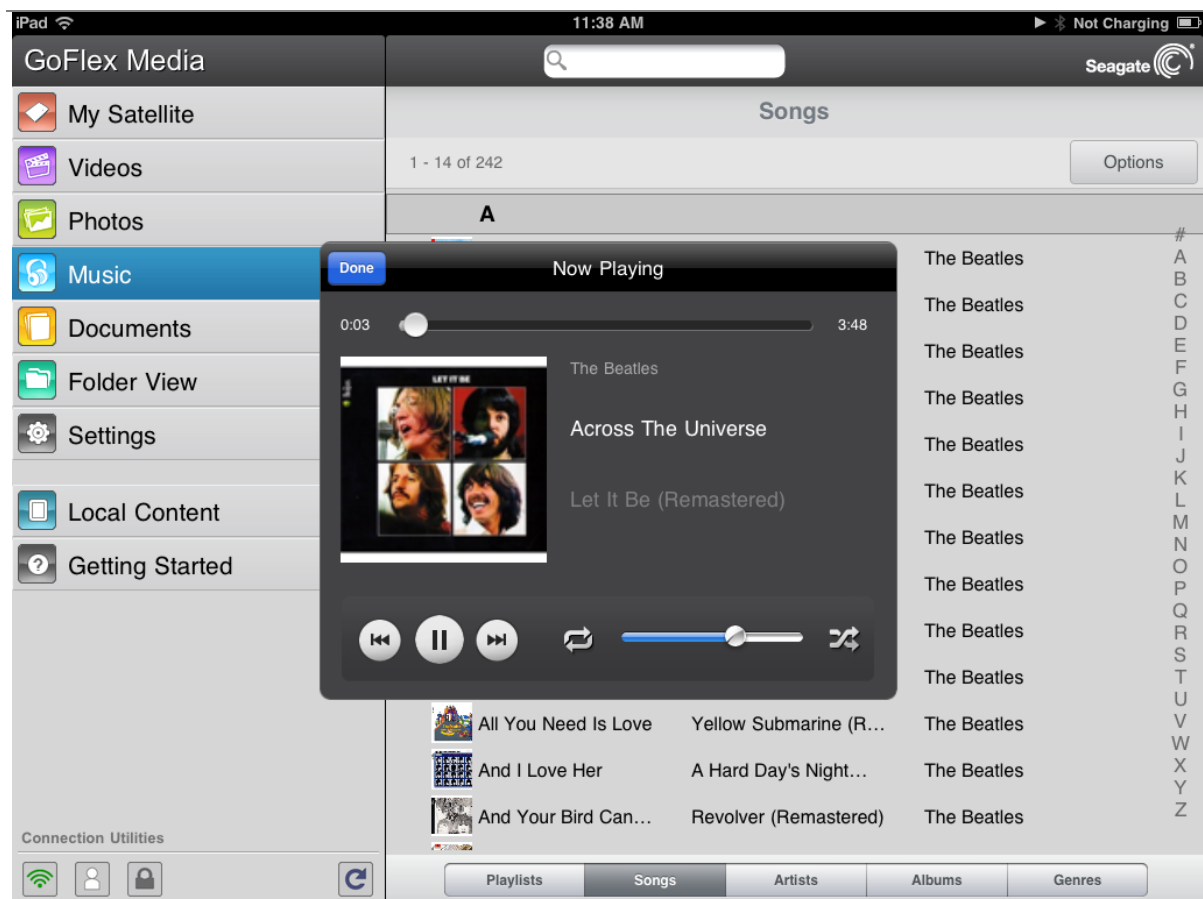 iPad 11:38 AM Not Charging
GoFlex Media
Seagate
My Satellite
Videos
Photos
Music
Documents
Folder View
Settings
Local Content
Getting Started
Connection Utilities
Songs
1 - 14 of 242
Options
A
Done
Now Playing
0:03
3:48
LET IT BE
The Beatles
Across The Universe
Let It Be (Remastered)
The Beatles
The Beatles
The Beatles
The Beatles
The Beatles
The Beatles
The Beatles
The Beatles
The Beatles
The Beatles
All You Need Is Love Yellow Submarine (R... The Beatles
And I Love Her A Hard Day's Night... The Beatles
And Your Bird Can... Revolver (Remastered) The Beatles
#
A
B
C
D
E
F
G
H
I
J
K
L
M
N
O
P
Q
R
S
T
U
V
W
X
Y
Z
Playlists Songs Artists Albums Genres